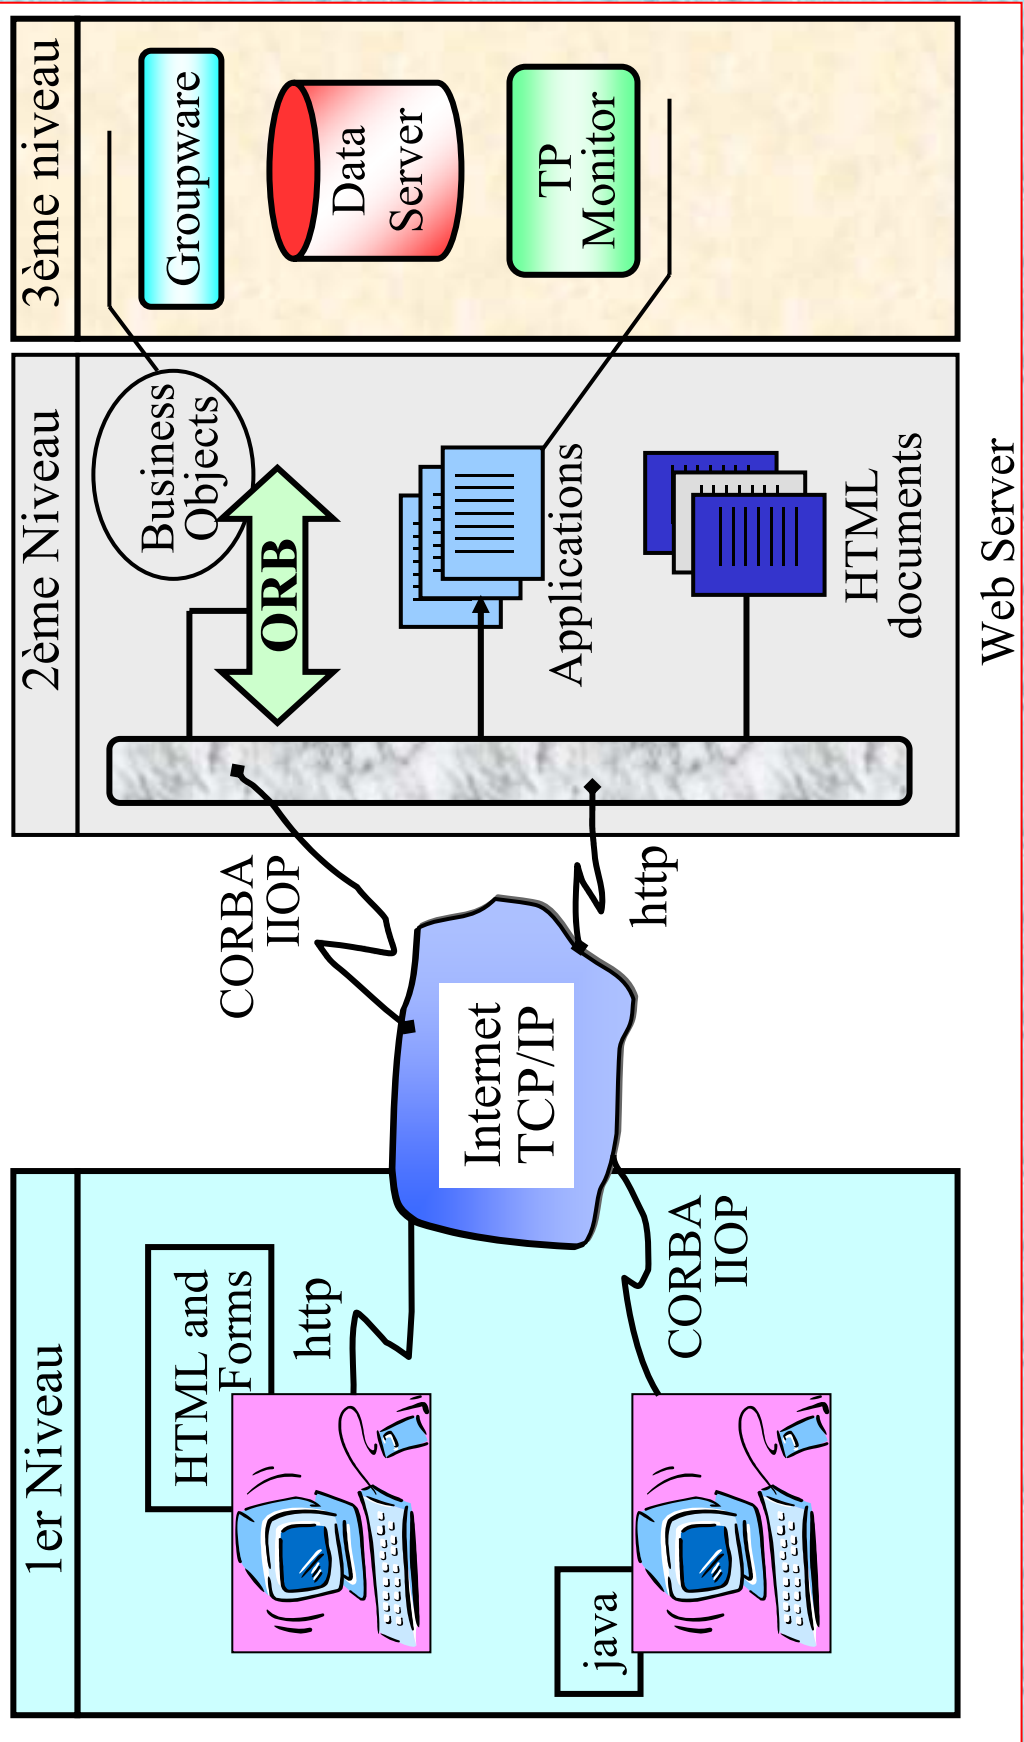 1er Niveau
HTML and
Forms
http
java
CORBA
IIOP
Internet
TCP/IP
CORBA
IIOP
http
2ème Niveau
Business
Objects
ORB
Applications
HTML
documents
Web Server
3ème niveau
Groupware
Data
Server
TP
Monitor